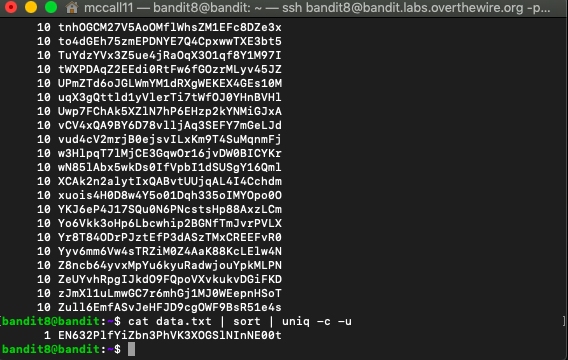 mccall11 — bandit8@bandit: ~ — ssh bandit8@bandit.labs.overthewire.org -p...
10 tnhOGCM27V5AoOMflWhsZM1EFc8DZe3x
10 to4dGEh75zmEPDNYE7Q4CpxwwTXE3bt5
10 TuYdzYVx3Z5ue4jRaOqX3O1qf8Y1M97I
10 tWXPDAqZ2EEdi0RtFw6fGOzrMLyv45JZ
10 UPmZTd6oJGLWmYM1dRXgWEKEX4GEs10M
10 uqX3gQttld1yVlerTi7tWfOJ0YHnBVHl
10 Uwp7FChAk5XZlN7hP6EHzp2kYNMiGJxA
10 vCV4xQA9BY6D78vlljAq3SEFY7mGeLJd
10 vud4cV2mrjB0ejsvILxKm9T4SuMqnmFj
10 w3HlpqT7lMjCE3GqwOr16jvDW0BICYKr
10 wN85lAbx5wkDs0IfVpbI1dSUSgY16Qml
10 XCAk2n2alytIxQABvtUUjqAL4I4Cchdm
10 xuois4H0D8w4Y5o01Dqh335oIMYOpo0O
10 YKJ6eP4J17SQu0N6PNcstsHp88AxzLCm
10 Yo6Vkk3oHp6Lbcwhip2BGNfTmJvrPVLX
10 Yr8T84ODrPJztEfP3dASzTMxCREEFvR0
10 Yyv6mm6Vw4sTRZiM0Z4AaK88KcLElw4N
10 Z8ncb64yvxMpYu6kyuRadwjouYpkMLPN
10 ZeUYvhRpgIJkdO9FQpoVXvkukvDGiFKD
10 zJmXl1uLmwGC7r6mhGj1MJ0WEepnHSoT
10 Zull6EmfASvJeHFJD9cgOWF9BsR51e4s
[bandit8@bandit:~$ cat data.txt | sort | uniq -c -u
1 EN632PlfYiZbn3PhVK3XOGSlNInNE00t
bandit8@bandit:~$